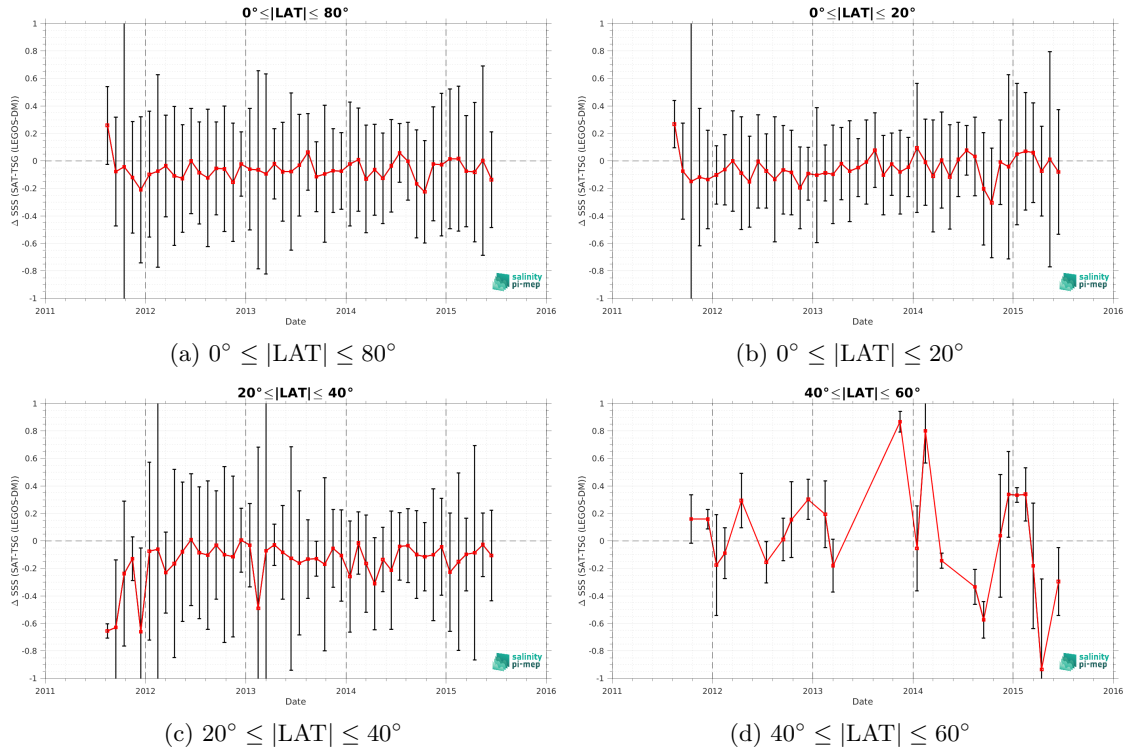 0°≤|LAT|≤ 80°
1
0.8
0.6
0.4
0.2
0
-0.2
-0.4
-0.6
-0.8
-1
Δ SSS (SAT-TSG (LEGOS-DM))
2011 2012 2013 2014 2015 2016
Date
salinity
pi-mep
(a) 0° ≤ |LAT| ≤ 80°
0°≤|LAT|≤ 20°
1
0.8
0.6
0.4
0.2
0
-0.2
-0.4
-0.6
-0.8
-1
Δ SSS (SAT-TSG (LEGOS-DM))
2011 2012 2013 2014 2015 2016
Date
salinity
pi-mep
(b) 0° ≤ |LAT| ≤ 20°
20°≤|LAT|≤ 40°
1
0.8
0.6
0.4
0.2
0
-0.2
-0.4
-0.6
-0.8
-1
Δ SSS (SAT-TSG (LEGOS-DM))
2011 2012 2013 2014 2015 2016
Date
salinity
pi-mep
(c) 20° ≤ |LAT| ≤ 40°
40°≤|LAT|≤ 60°
1
0.8
0.6
0.4
0.2
0
-0.2
-0.4
-0.6
-0.8
-1
Δ SSS (SAT-TSG (LEGOS-DM))
2011 2012 2013 2014 2015 2016
Date
salinity
pi-mep
(d) 40° ≤ |LAT| ≤ 60°